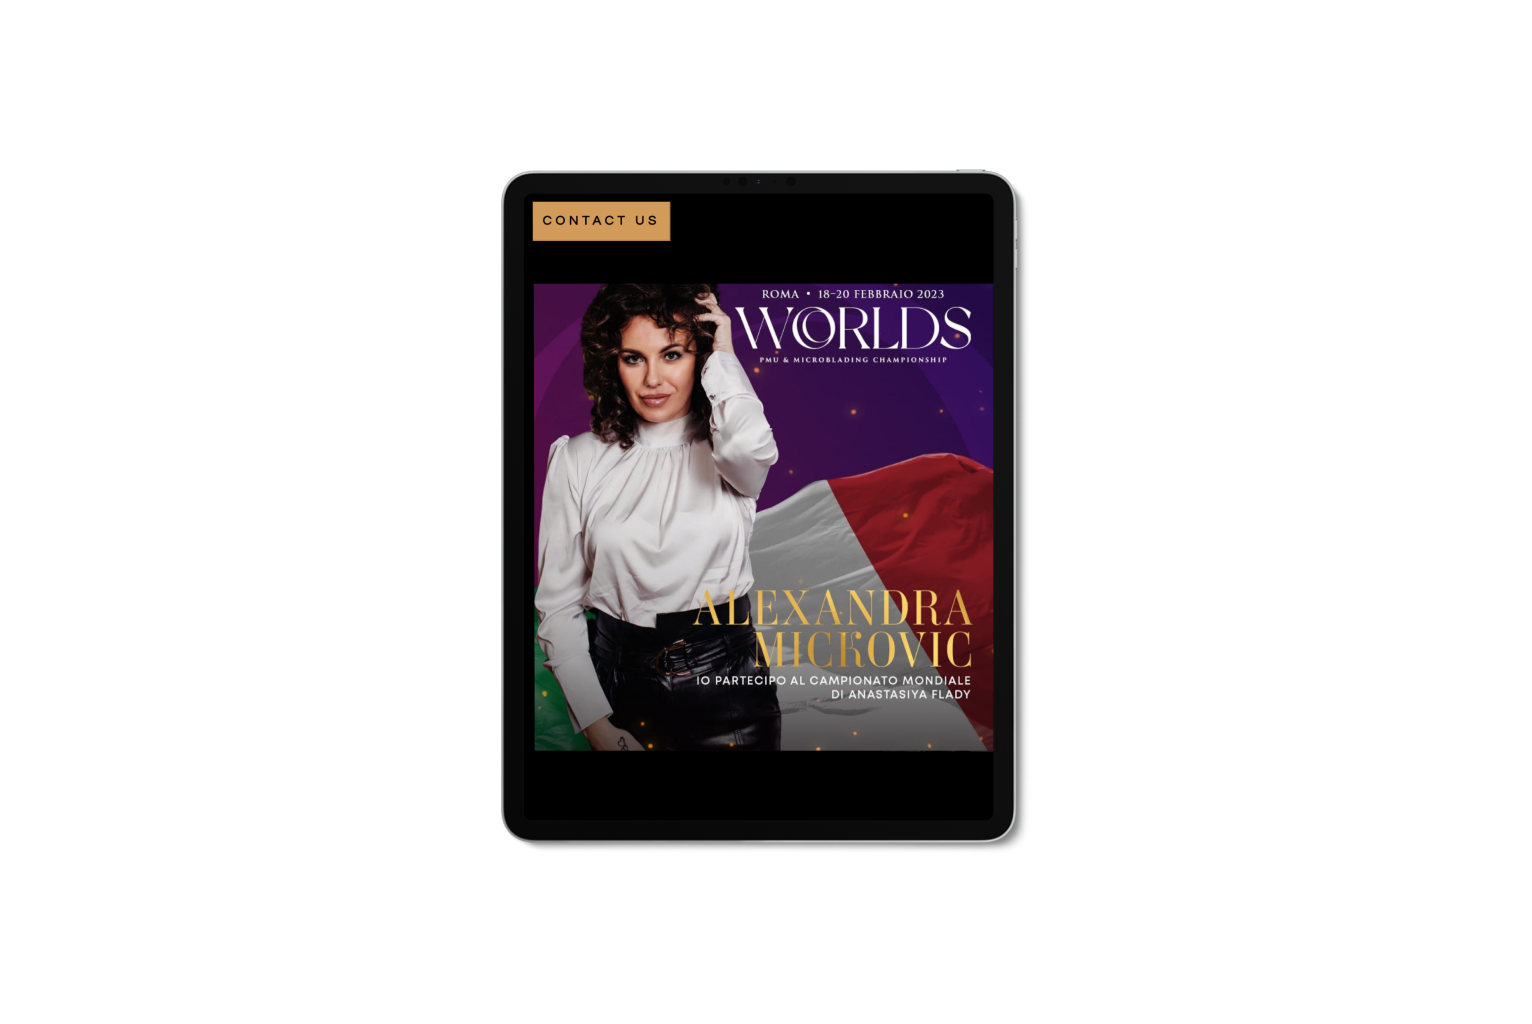 CONTACT US
ROMA • 18-20 FEBBRAIO 2023
WORLDS
PMU & MICROBLADING CHAMPIONSHIP
ALEXANDRA
MICKOVIC
IO PARTECIPO AL CAMPIONATO MONDIALE
DI ANASTASIYA FLADY